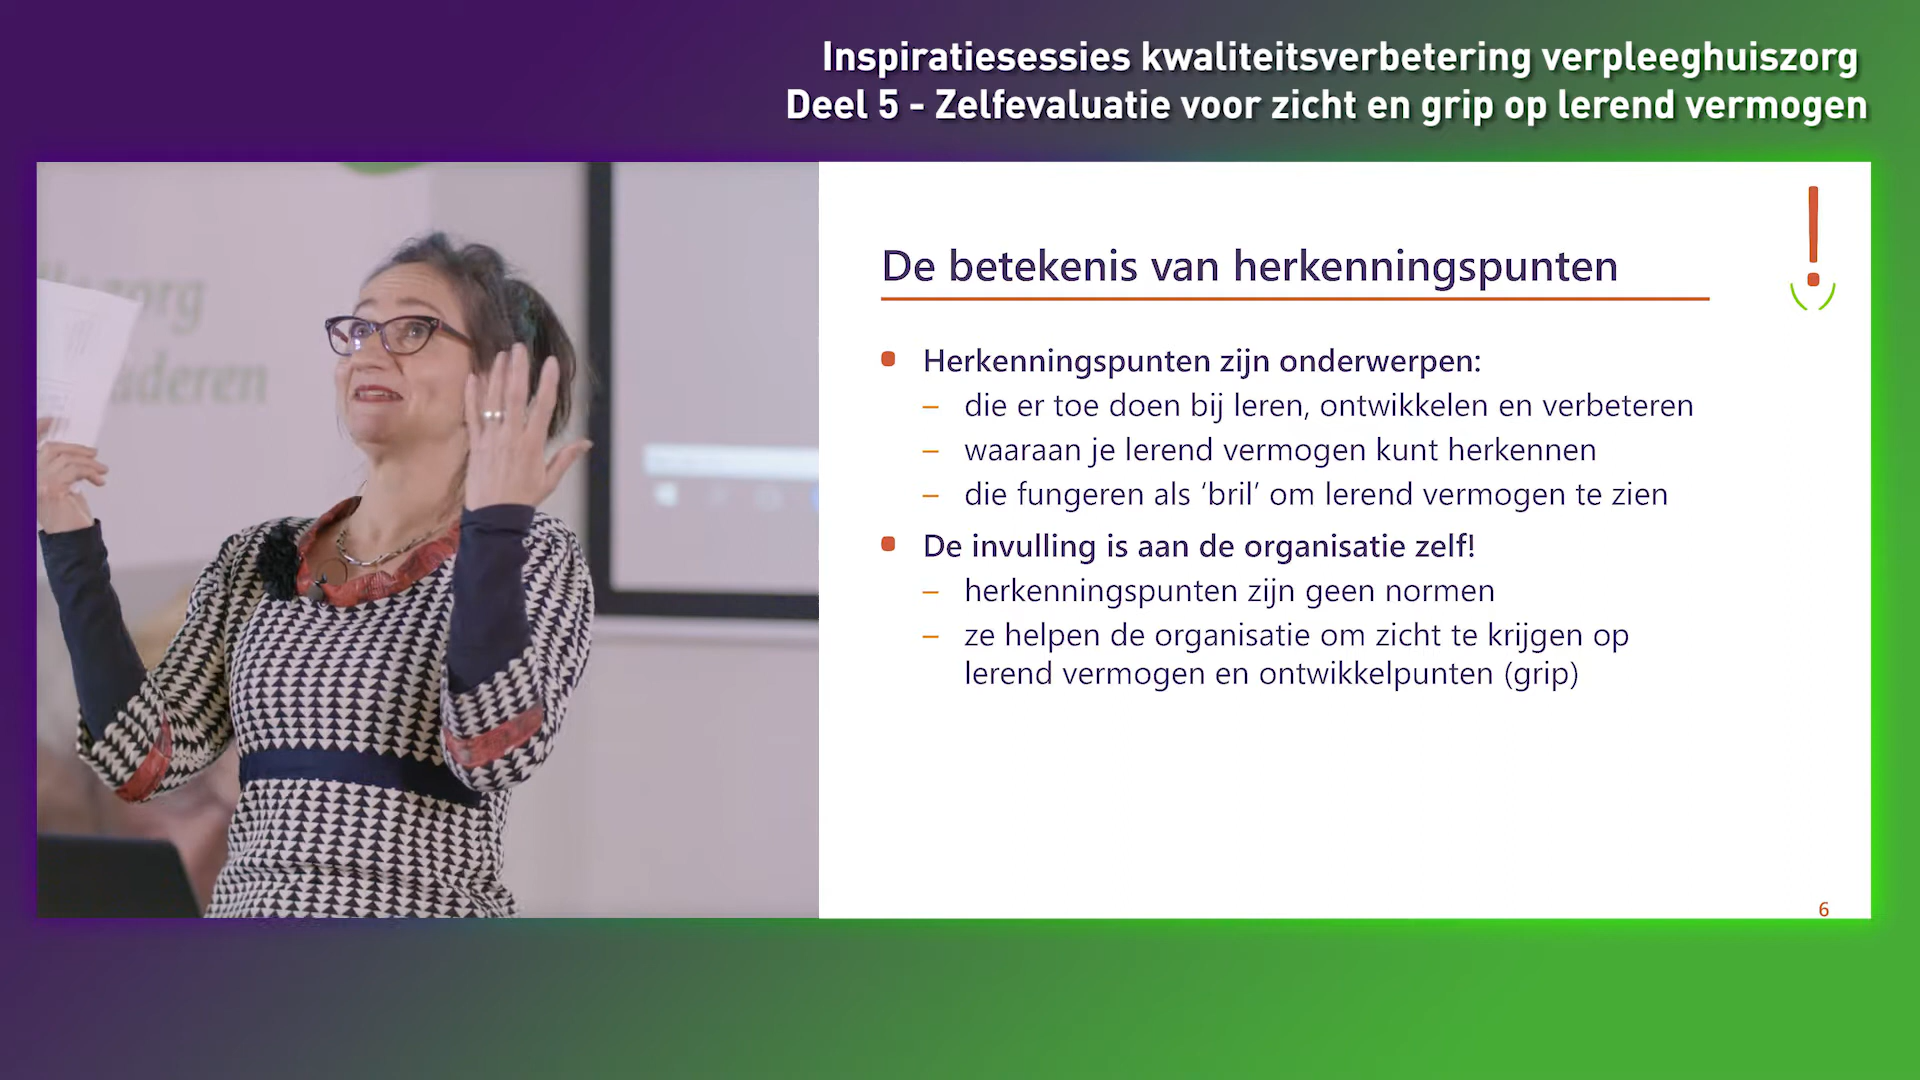 Inspiratiesessies kwaliteitsverbetering verpleeghuiszorg
Deel 5 - Zelfevaluatie voor zicht en grip op lerend vermogen
zorg
De betekenis van herkenningspunten
Herkenningspunten zijn onderwerpen:
– die er toe doen bij leren, ontwikkelen en verbeteren
– waaraan je lerend vermogen kunt herkennen
– die fungeren als ‘bril’ om lerend vermogen te zien
De invulling is aan de organisatie zelf!
– herkenningspunten zijn geen normen
– ze helpen de organisatie om zicht te krijgen op
lerend vermogen en ontwikkelpunten (grip)
6